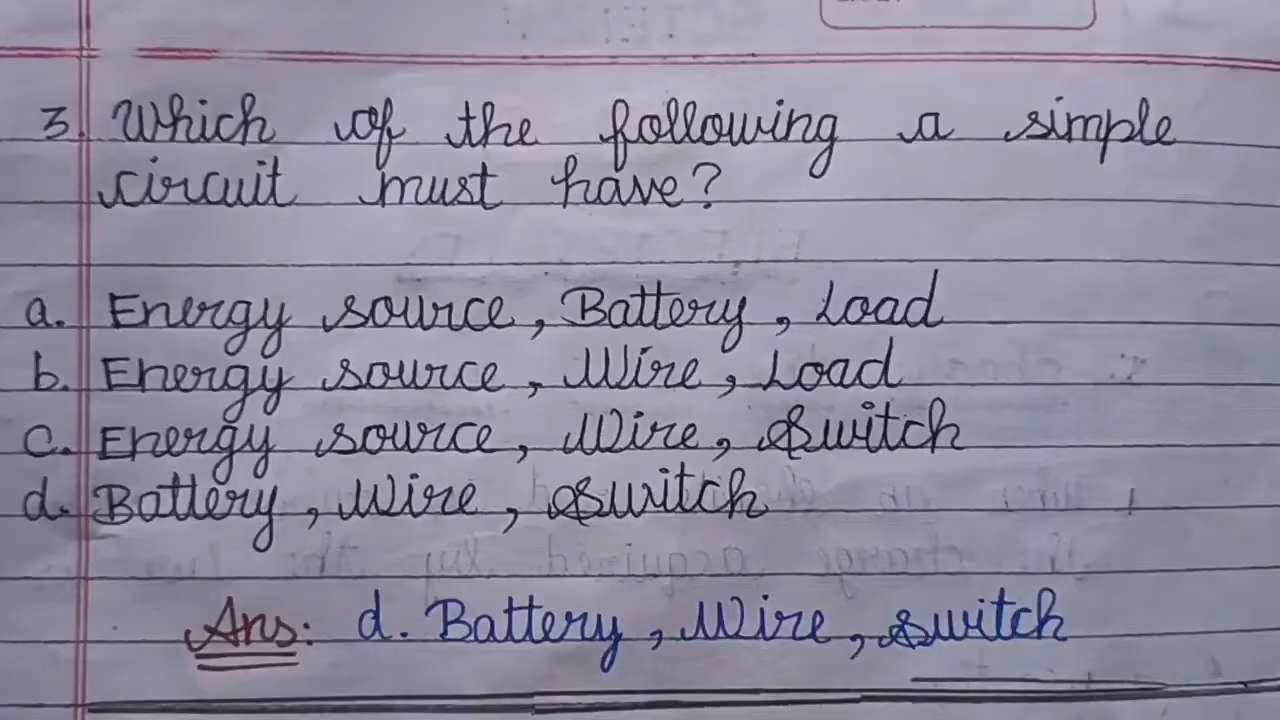 3. Which of the following a simple
circuit must have?
a. Energy source, Battery, Load
b. Energy source, Wire, Load
c. Energy source, Wire, Switch
d. Battery, Wire, Switch
Ans: d. Battery, Wire, switch